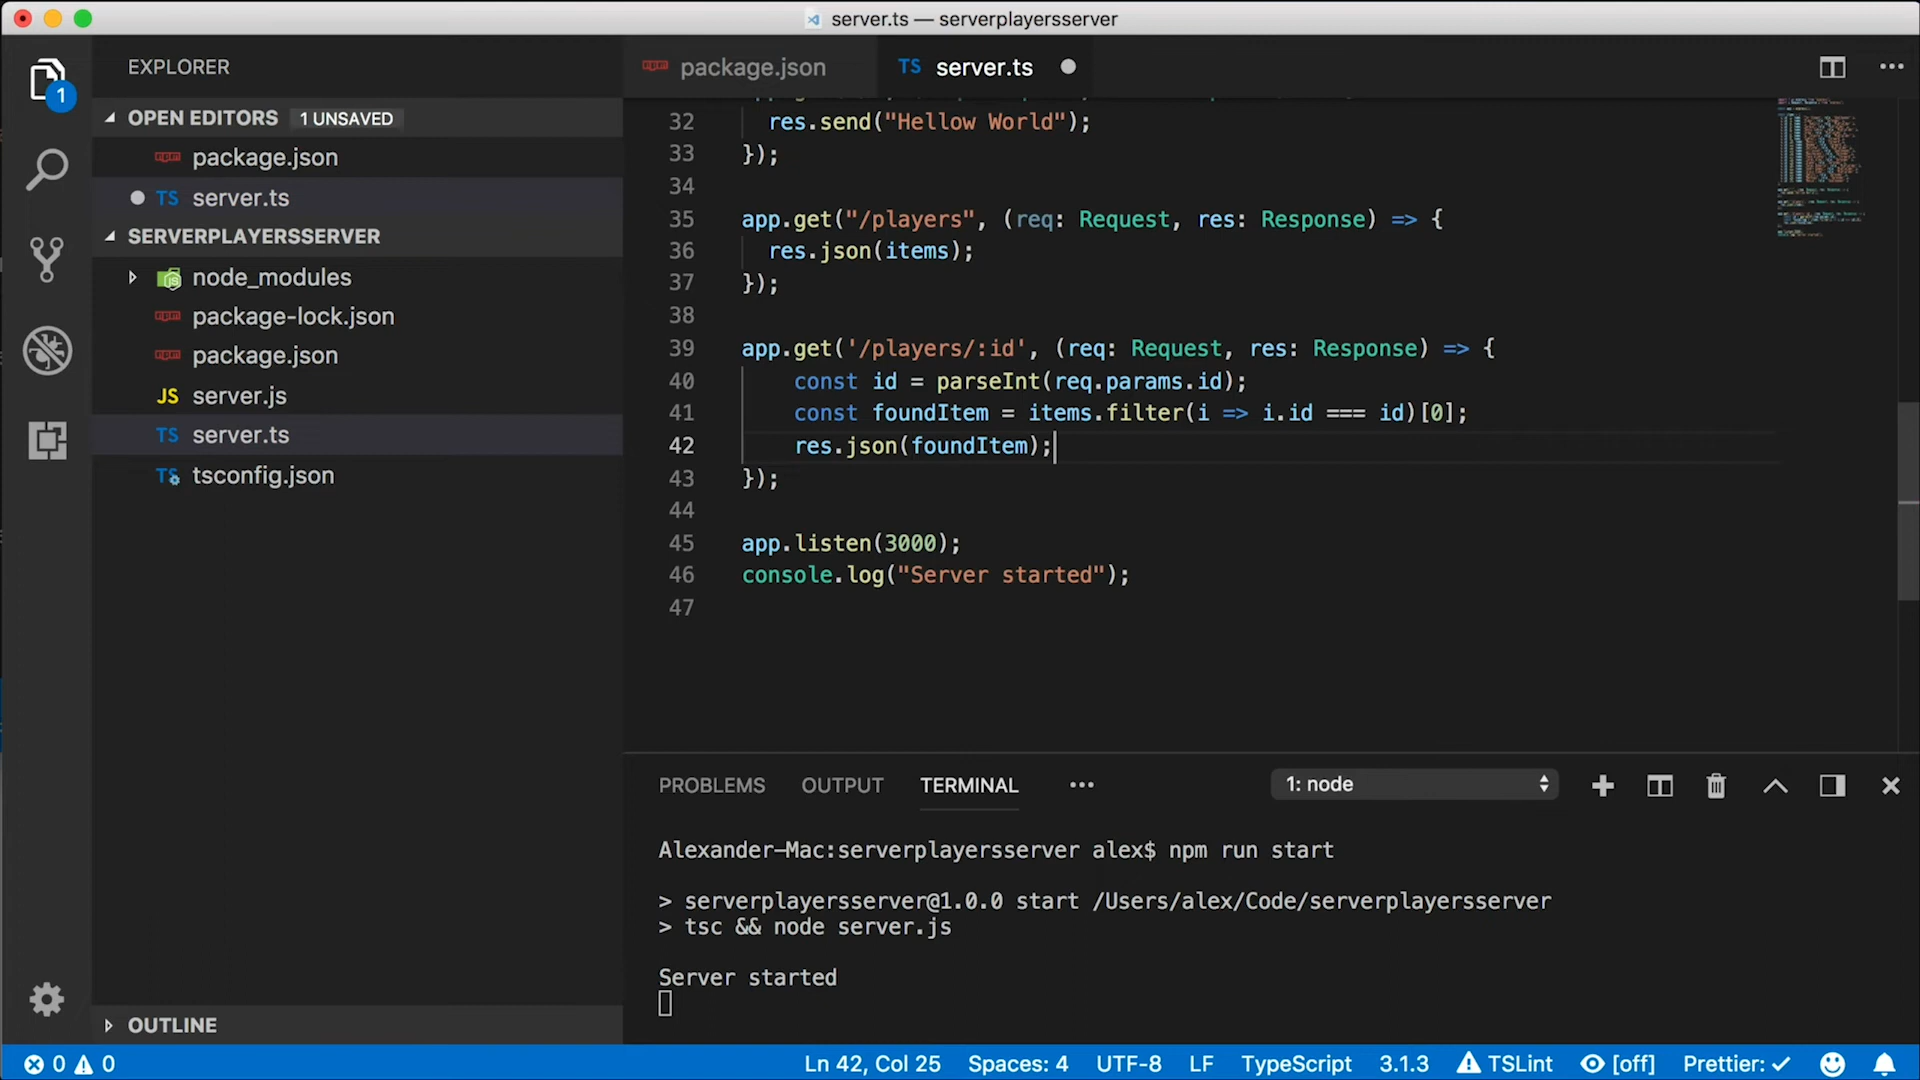 server.ts — serverplayersserver
EXPLORER
1
OPEN EDITORS 1 UNSAVED
package.json
TS server.ts
SERVERPLAYERSSERVER
node_modules
package-lock.json
package.json
JS server.js
TS server.ts
TS tsconfig.json
OUTLINE
package.json TS server.ts
32 res.send("Hellow World");
33 });
34
35 app.get("/players", (req: Request, res: Response) => {
36 res.json(items);
37 });
38
39 app.get('/players/:id', (req: Request, res: Response) => {
40 const id = parseInt(req.params.id);
41 const foundItem = items.filter(i => i.id === id)[0];
42 res.json(foundItem);
43 });
44
45 app.listen(3000);
46 console.log("Server started");
47
PROBLEMS OUTPUT TERMINAL ••• 1: node
Alexander-Mac:serverplayersserver alex$ npm run start
> serverplayersserver@1.0.0 start /Users/alex/Code/serverplayersserver
> tsc && node server.js
Server started
0 0 Ln 42, Col 25 Spaces: 4 UTF-8 LF TypeScript 3.1.3 TSLint [off] Prettier: ✓